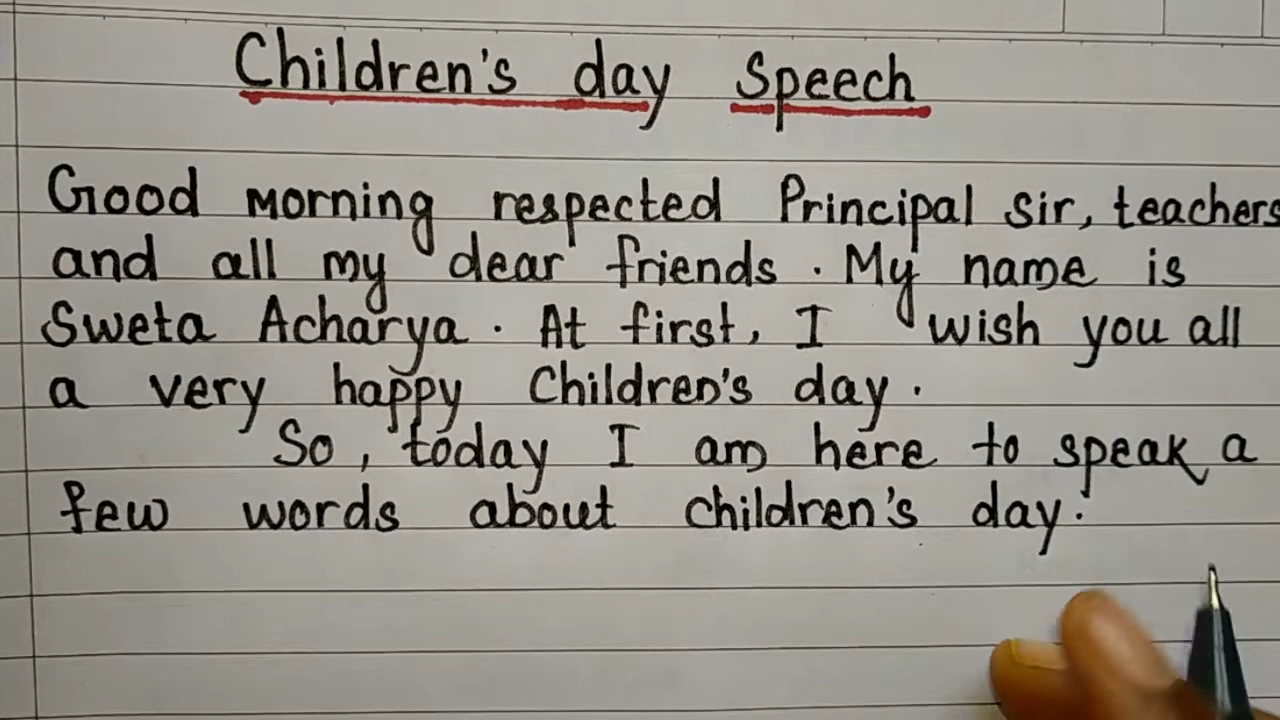 Children's day Speech
Good morning respected Principal sir, teachers
and all my dear friends. My name is
Sweta Acharya. At first, I wish you all
a very happy Children's day.
So, today I am here to speak a
few words about children's day.